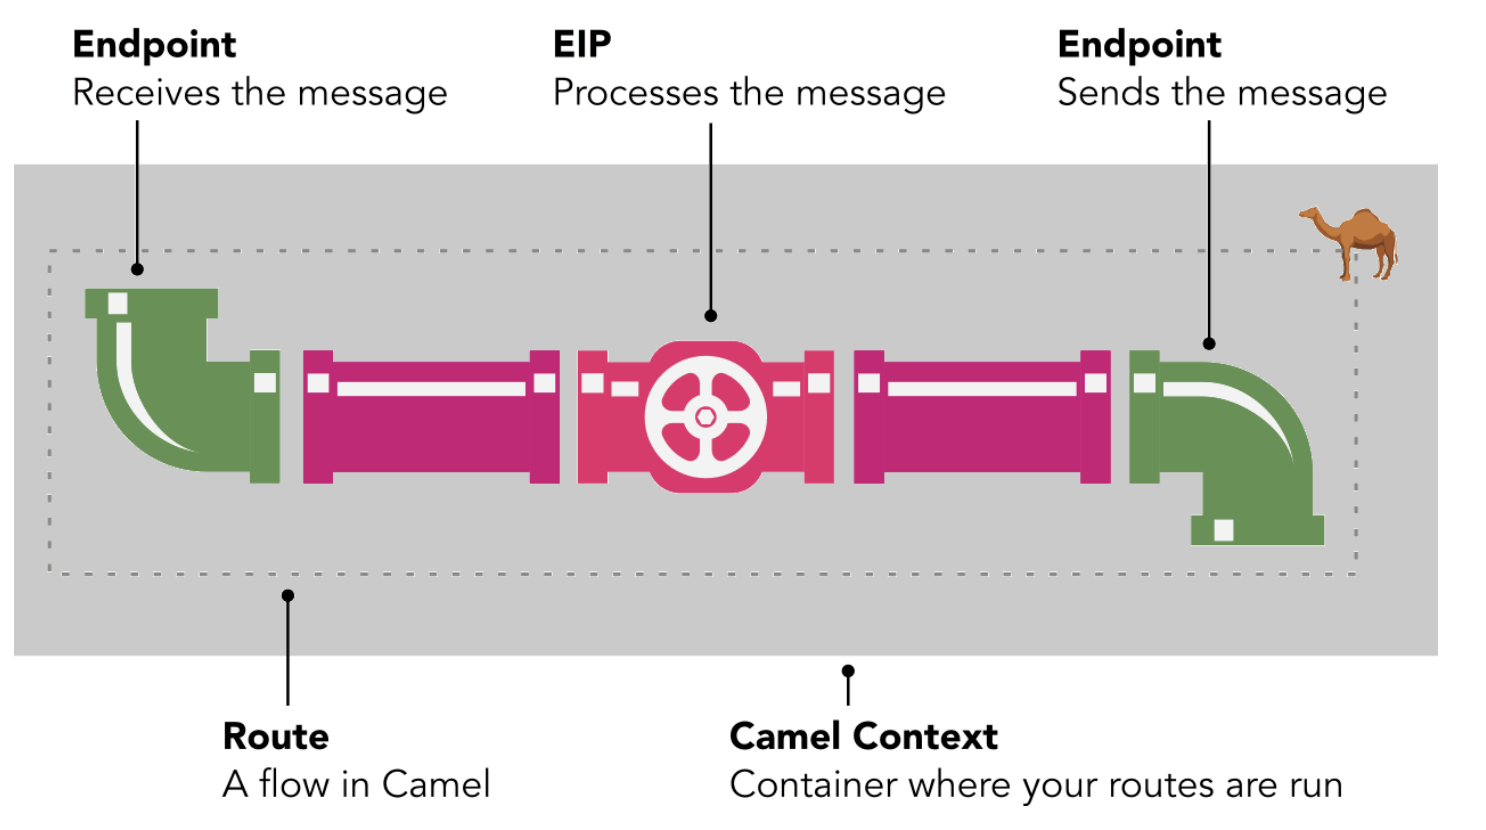 Endpoint
Receives the message
EIP
Processes the message
Endpoint
Sends the message
Route
A flow in Camel
Camel Context
Container where your routes are run